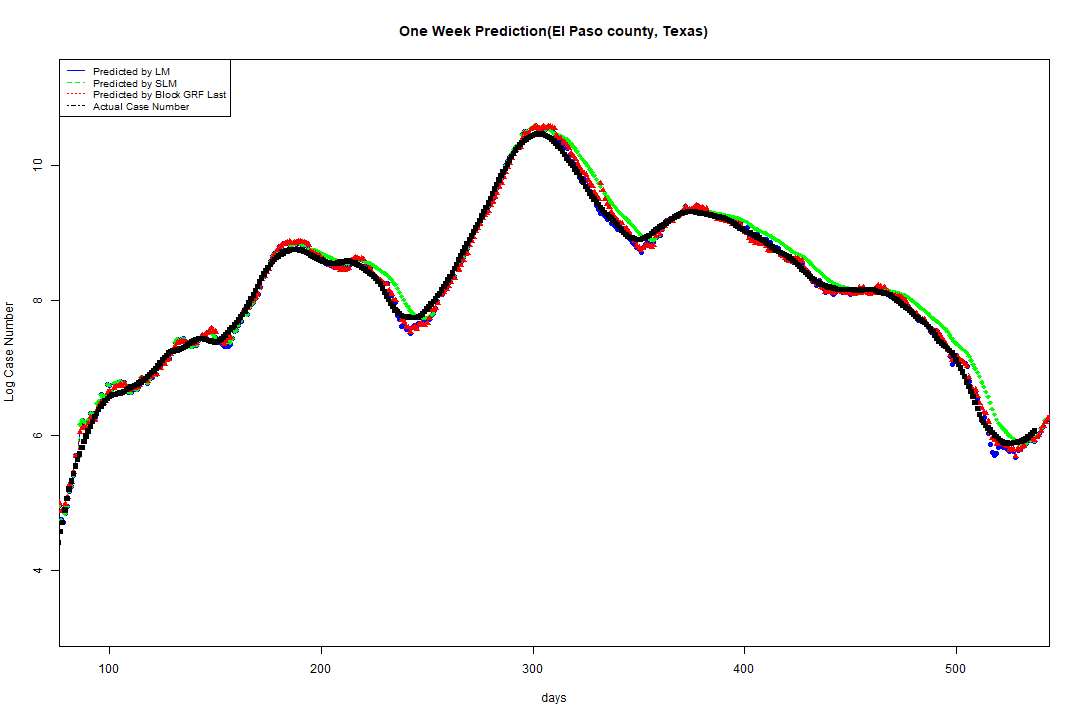 One Week Prediction(El Paso county, Texas)
Predicted by LM
Predicted by SLM
Predicted by Block GRF Last
Actual Case Number
Log Case Number
10
8
6
4
100 200 300 400 500
days